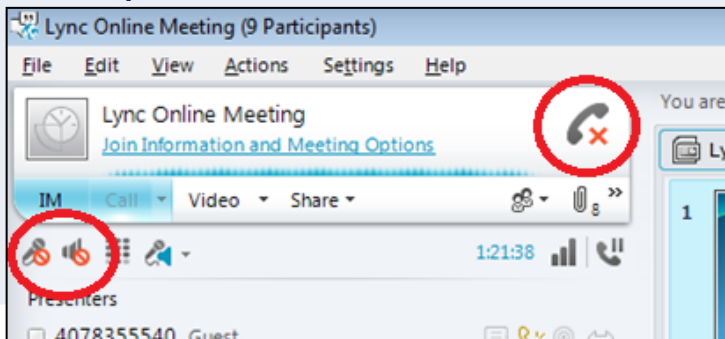 Lync Online Meeting (9 Participants)
File Edit View Actions Settings Help
Lync Online Meeting
Join Information and Meeting Options
You are
Ly
IM Call Video Share 8 »
1
1:21:38
Presenters
4078355540 Guest